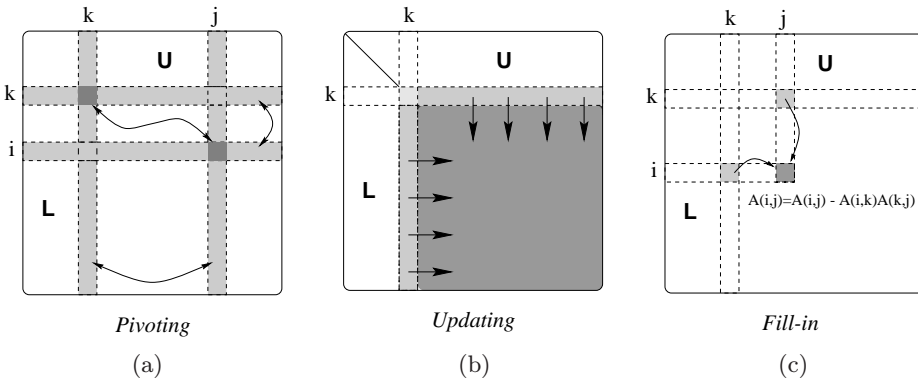 k j
U
k
i
L
Pivoting
(a)
k
U
k
L
Updating
(b)
k j
U
k
i
L
A(i,j)=A(i,j) - A(i,k)A(k,j)
Fill-in
(c)